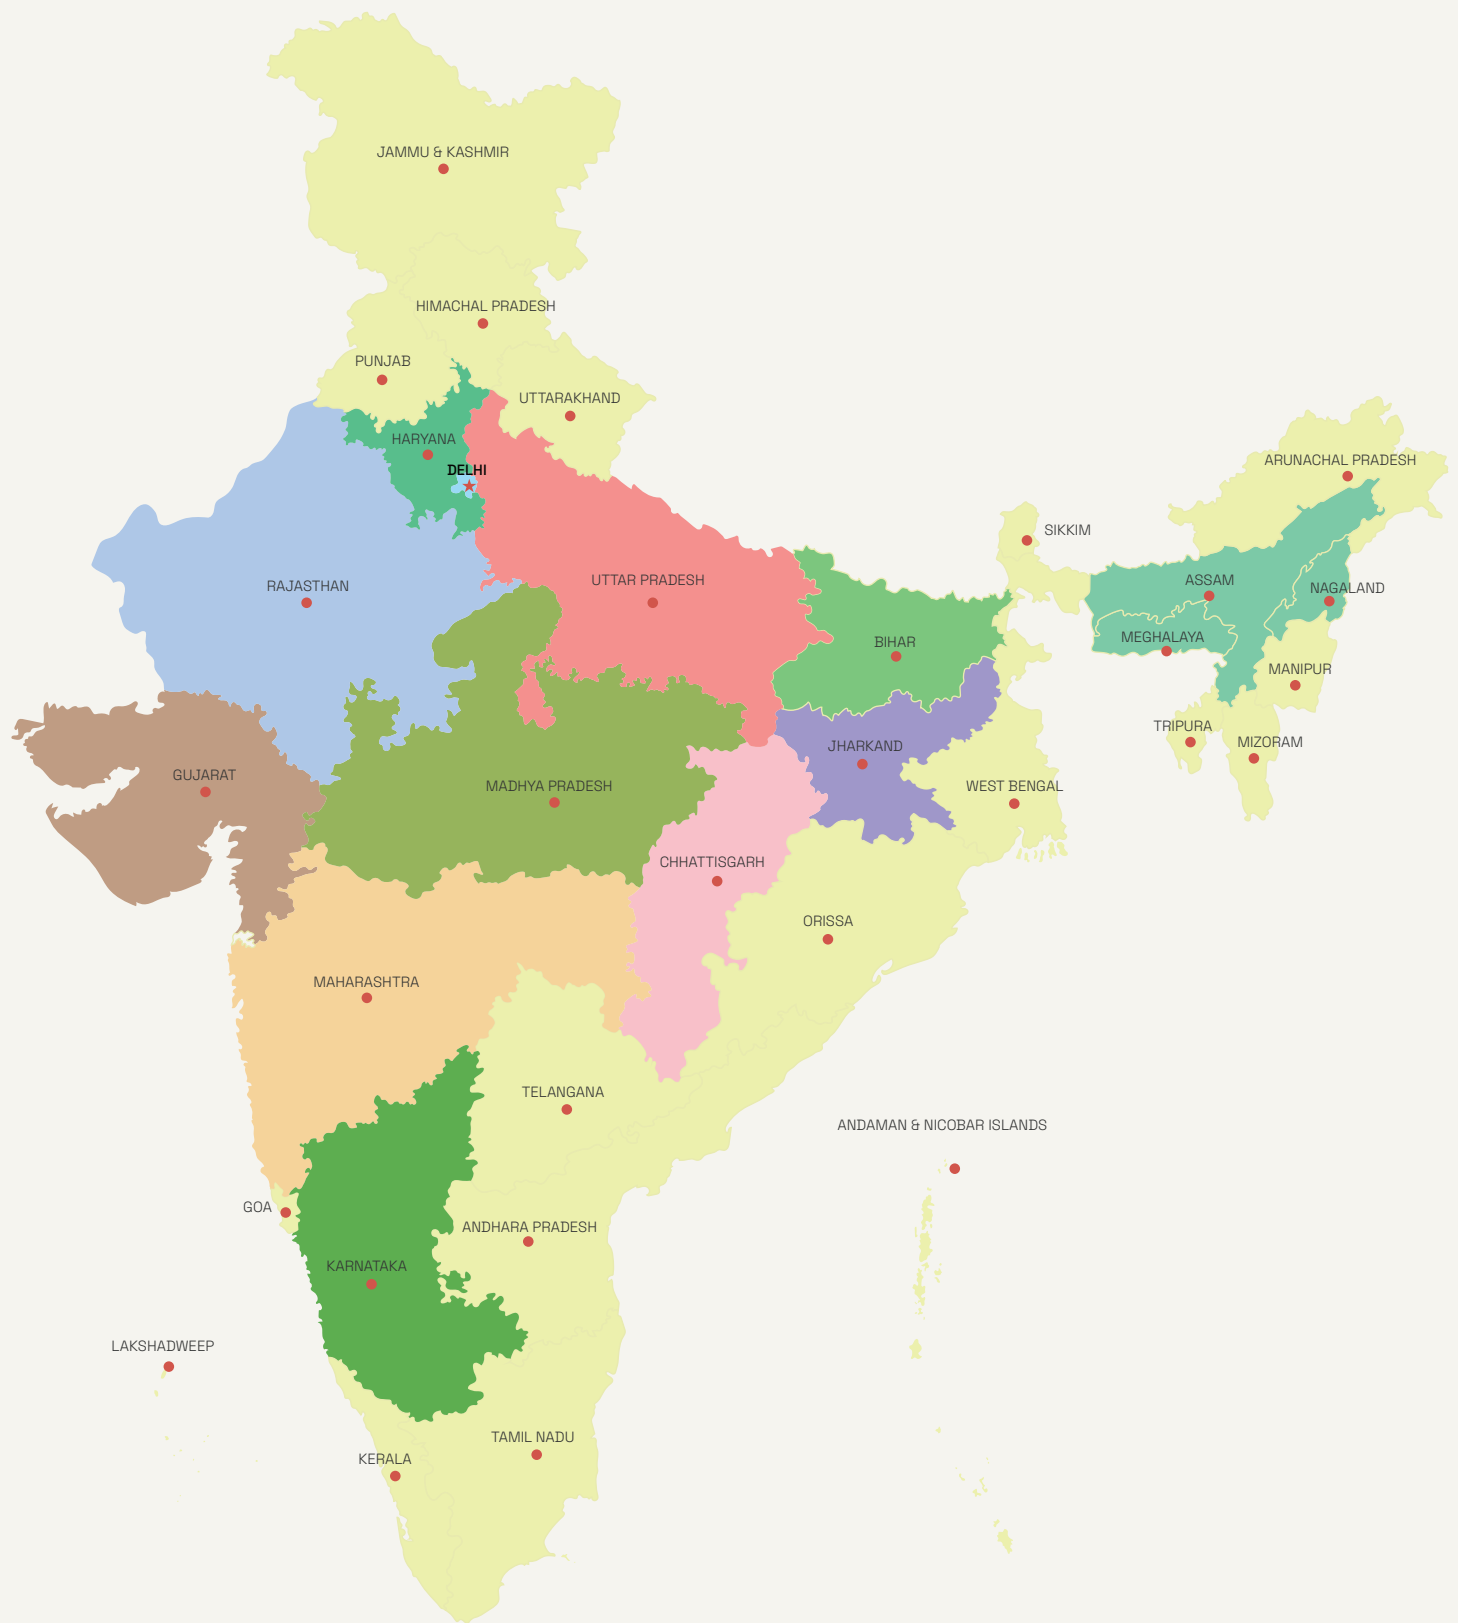 JAMMU & KASHMIR
HIMACHAL PRADESH
PUNJAB
UTTARAKHAND
HARYANA
ARUNACHAL PRADESH
DELHI
SIKKIM
RAJASTHAN
UTTAR PRADESH
ASSAM
NAGALAND
BIHAR
MEGHALAYA
MANIPUR
TRIPURA
MIZORAM
JHARKAND
GUJARAT
MADHYA PRADESH
WEST BENGAL
CHHATTISGARH
ORISSA
MAHARASHTRA
TELANGANA
ANDAMAN & NICOBAR ISLANDS
GOA
ANDHARA PRADESH
KARNATAKA
LAKSHADWEEP
TAMIL NADU
KERALA